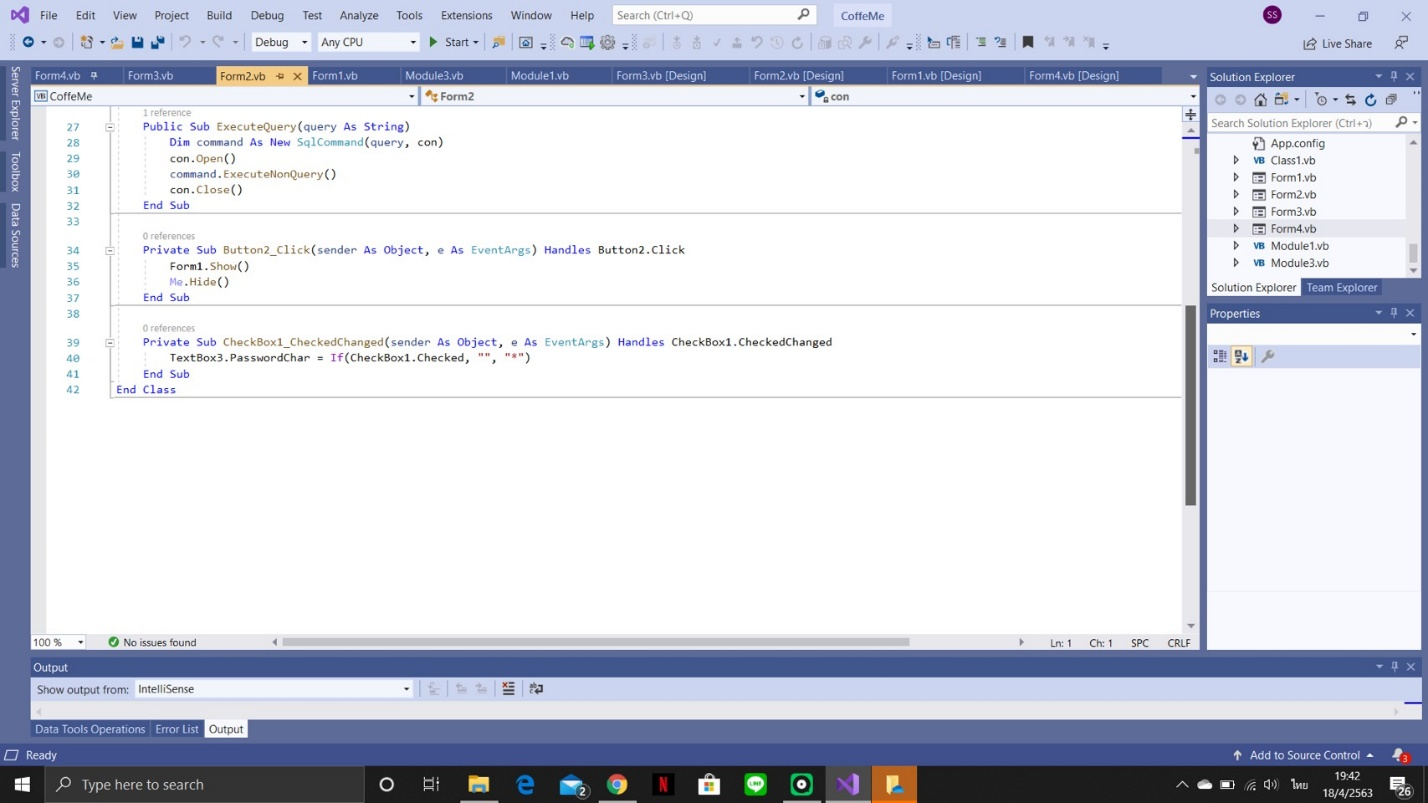 File Edit View Project Build Debug Test Analyze Tools Extensions Window Help Search (Ctrl+Q) CoffeMe SS
Debug Any CPU Start Live Share
Form4.vb Form3.vb Form2.vb Form1.vb Module3.vb Module1.vb Form3.vb [Design] Form2.vb [Design] Form1.vb [Design] Form4.vb [Design]
CoffeMe Form2 con
1 reference
27 Public Sub ExecuteQuery(query As String)
28 Dim command As New SqlCommand(query, con)
29 con.Open()
30 command.ExecuteNonQuery()
31 con.Close()
32 End Sub
33
0 references
34 Private Sub Button2_Click(sender As Object, e As EventArgs) Handles Button2.Click
35 Form1.Show()
36 Me.Hide()
37 End Sub
38
0 references
39 Private Sub CheckBox1_CheckedChanged(sender As Object, e As EventArgs) Handles CheckBox1.CheckedChanged
40 TextBox3.PasswordChar = If(CheckBox1.Checked, "", "*")
41 End Sub
42 End Class
100 % No issues found Ln: 1 Ch: 1 SPC CRLF
Server Explorer
Toolbox
Data Sources
Solution Explorer
Search Solution Explorer (Ctrl+า)
App.config
VB Class1.vb
Form1.vb
Form2.vb
Form3.vb
Form4.vb
VB Module1.vb
VB Module3.vb
Solution Explorer Team Explorer
Properties
Output
Show output from: IntelliSense
Data Tools Operations Error List Output
Ready Add to Source Control 3
Type here to search 2 N LINE ไทย 19:42
18/4/2563 26